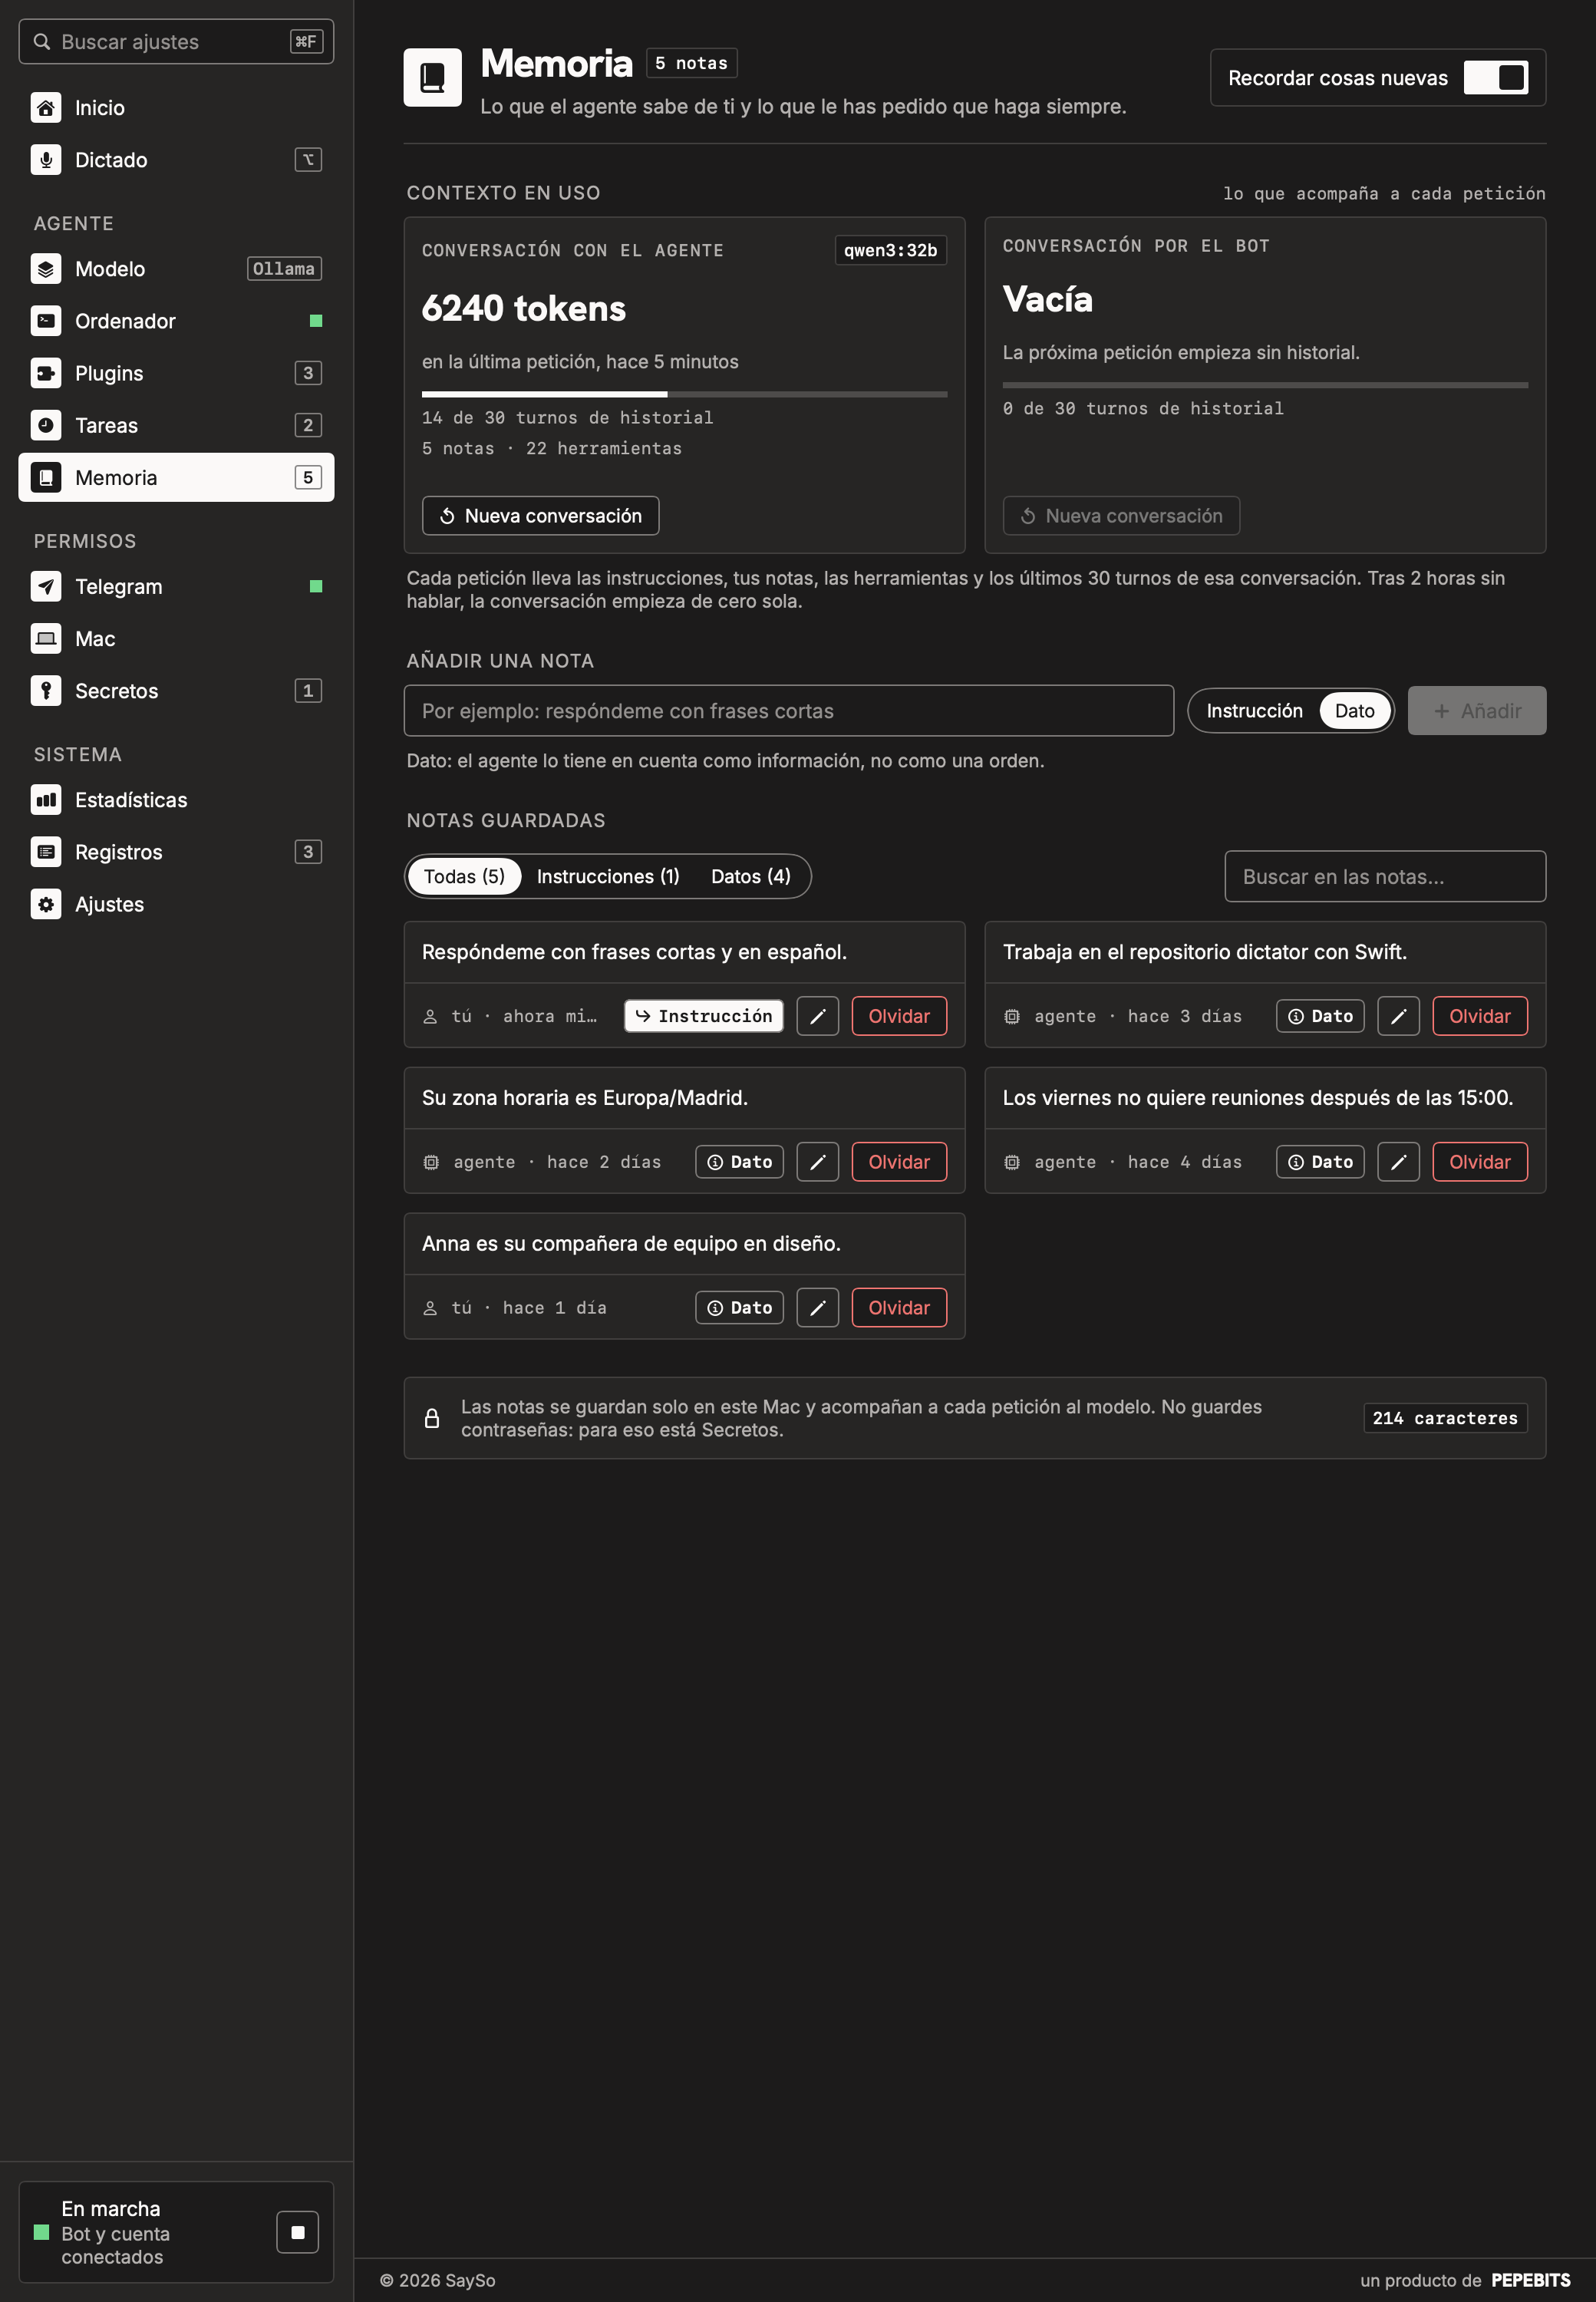 Buscar ajustes ⌘F
Inicio
Dictado ⌥
AGENTE
Modelo Ollama
Ordenador
Plugins 3
Tareas 2
Memoria 5
PERMISOS
Telegram
Mac
Secretos 1
SISTEMA
Estadísticas
Registros 3
Ajustes
En marcha
Bot y cuenta
conectados
Memoria 5 notas
Lo que el agente sabe de ti y lo que le has pedido que haga siempre.
Recordar cosas nuevas
CONTEXTO EN USO
lo que acompaña a cada petición
CONVERSACIÓN CON EL AGENTE qwen3:32b
6240 tokens
en la última petición, hace 5 minutos
14 de 30 turnos de historial
5 notas · 22 herramientas
Nueva conversación
CONVERSACIÓN POR EL BOT
Vacía
La próxima petición empieza sin historial.
0 de 30 turnos de historial
Nueva conversación
Cada petición lleva las instrucciones, tus notas, las herramientas y los últimos 30 turnos de esa conversación. Tras 2 horas sin
hablar, la conversación empieza de cero sola.
AÑADIR UNA NOTA
Por ejemplo: respóndeme con frases cortas
Instrucción Dato
+ Añadir
Dato: el agente lo tiene en cuenta como información, no como una orden.
NOTAS GUARDADAS
Todas (5) Instrucciones (1) Datos (4)
Buscar en las notas...
Respóndeme con frases cortas y en español.
tú · ahora mi… Instrucción Olvidar
Trabaja en el repositorio dictator con Swift.
agente · hace 3 días Dato Olvidar
Su zona horaria es Europa/Madrid.
agente · hace 2 días Dato Olvidar
Los viernes no quiere reuniones después de las 15:00.
agente · hace 4 días Dato Olvidar
Anna es su compañera de equipo en diseño.
tú · hace 1 día Dato Olvidar
Las notas se guardan solo en este Mac y acompañan a cada petición al modelo. No guardes
contraseñas: para eso está Secretos.
214 caracteres
© 2026 SaySo
un producto de PEPEBITS